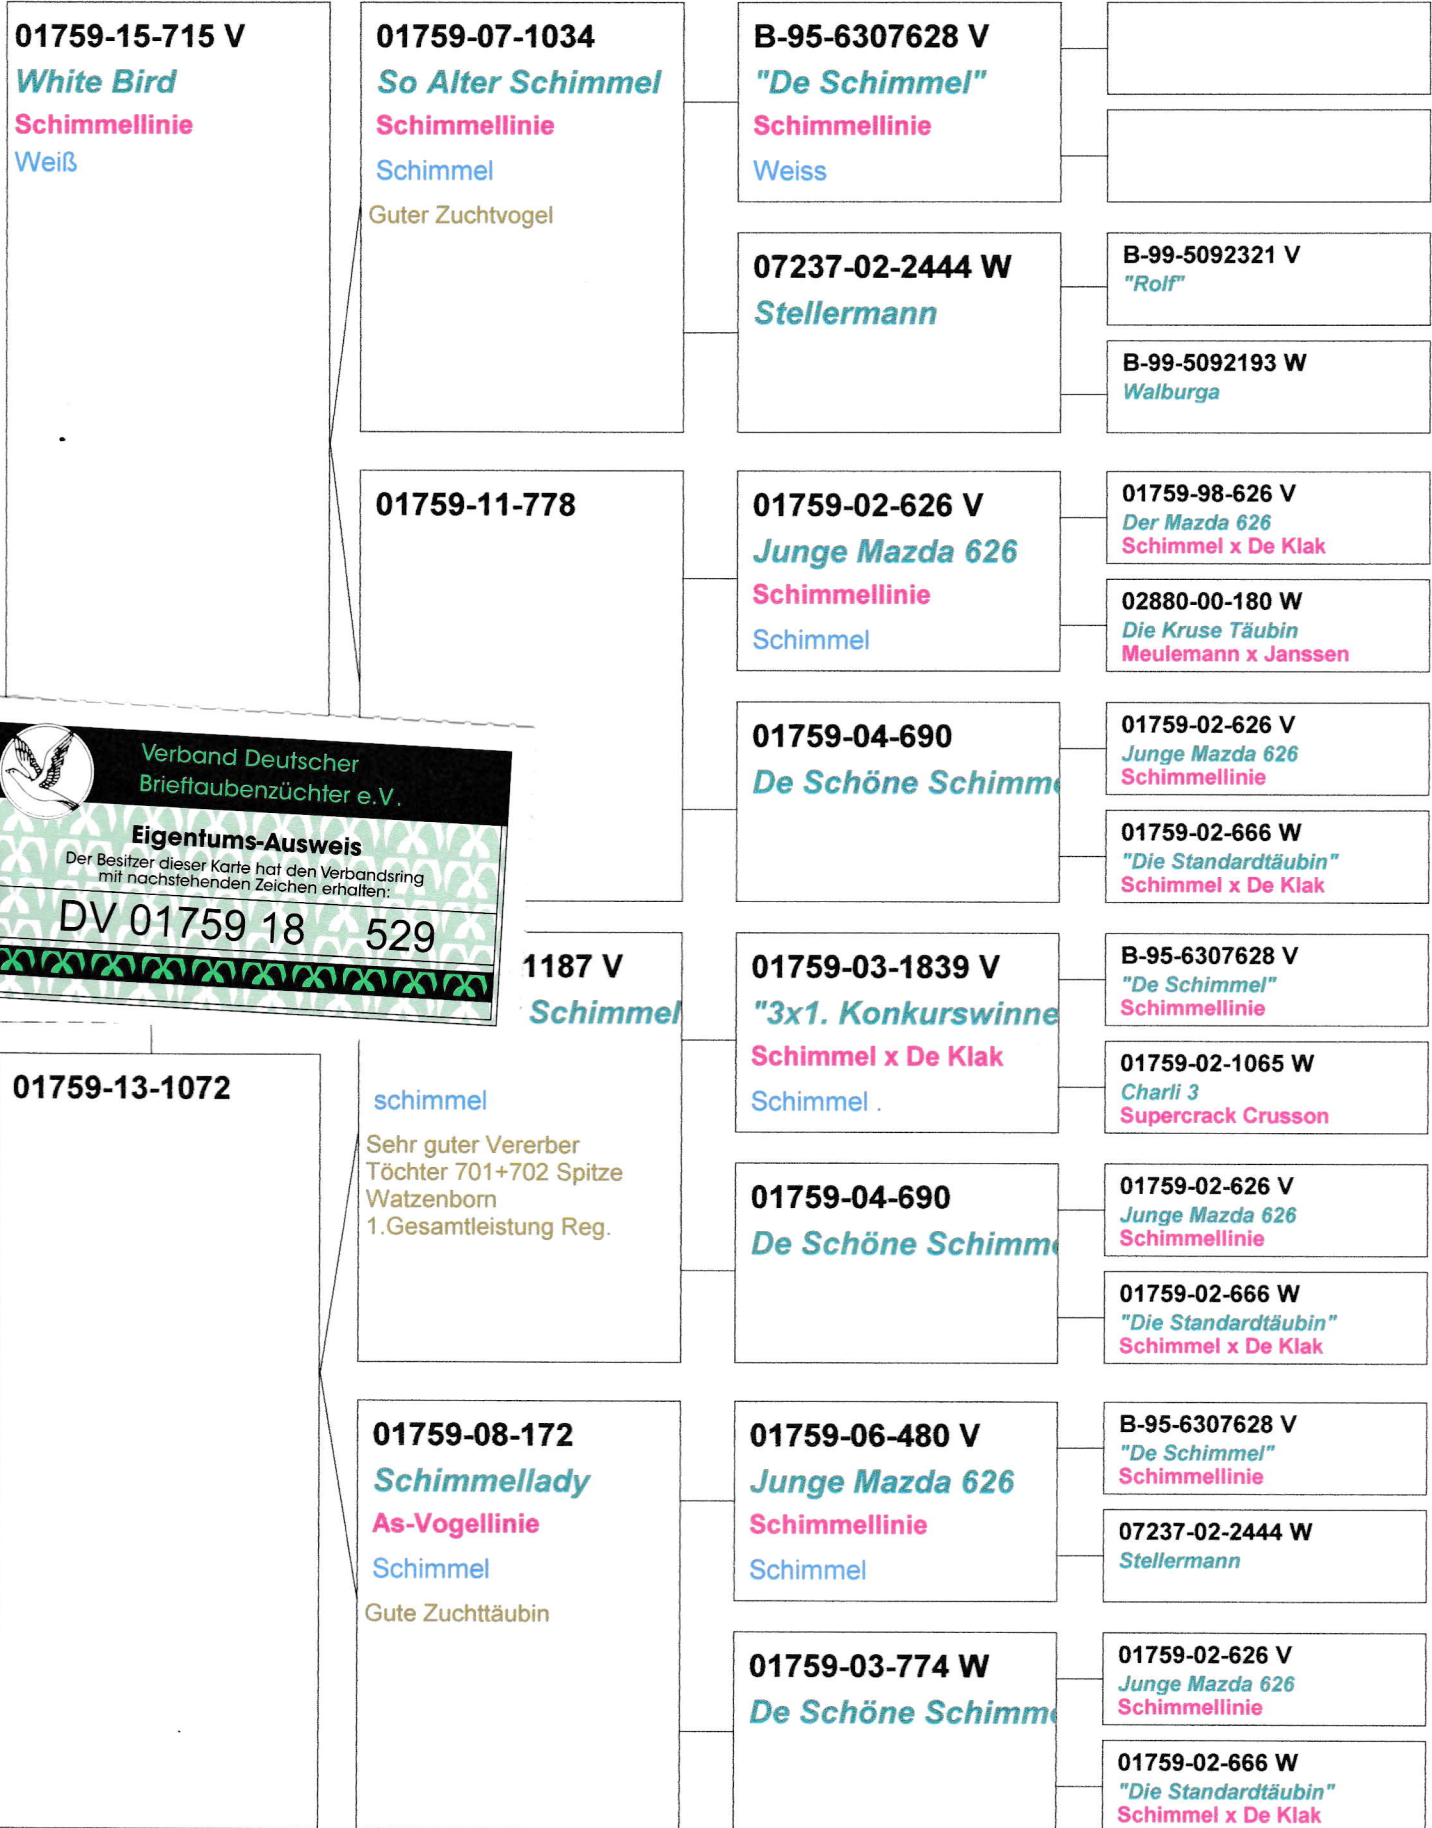 01759-15-715 V
White Bird
Schimmellinie
Weiß
01759-07-1034
So Alter Schimmel
Schimmellinie
Schimmel
Guter Zuchtvogel
B-95-6307628 V
"De Schimmel"
Schimmellinie
Weiss
07237-02-2444 W
Stellermann
B-99-5092321 V
"Rolf"
B-99-5092193 W
Walburga
01759-11-778
01759-02-626 V
Junge Mazda 626
Schimmellinie
Schimmel
01759-98-626 V
Der Mazda 626
Schimmel x De Klak
02880-00-180 W
Die Kruse Täubin
Meulemann x Janssen
01759-04-690
De Schöne Schimme
01759-02-626 V
Junge Mazda 626
Schimmellinie
01759-02-666 W
"Die Standardtäubin"
Schimmel x De Klak
Verband Deutscher
Brieftaubenzüchter e.V.
Eigentums-Ausweis
Der Besitzer dieser Karte hat den Verbandsring
mit nachstehenden Zeichen erhalten:
DV 01759 18 529
1187 V
Schimmel
schimmel
Sehr guter Vererber
Töchter 701+702 Spitze
Watzenborn
1.Gesamtleistung Reg.
01759-03-1839 V
"3x1. Konkurswinne
Schimmel x De Klak
Schimmel .
B-95-6307628 V
"De Schimmel"
Schimmellinie
01759-02-1065 W
Charli 3
Supercrack Crusson
01759-04-690
De Schöne Schimme
01759-02-626 V
Junge Mazda 626
Schimmellinie
01759-02-666 W
"Die Standardtäubin"
Schimmel x De Klak
01759-13-1072
01759-08-172
Schimmellady
As-Vogellinie
Schimmel
Gute Zuchttäubin
01759-06-480 V
Junge Mazda 626
Schimmellinie
Schimmel
B-95-6307628 V
"De Schimmel"
Schimmellinie
07237-02-2444 W
Stellermann
01759-03-774 W
De Schöne Schimme
01759-02-626 V
Junge Mazda 626
Schimmellinie
01759-02-666 W
"Die Standardtäubin"
Schimmel x De Klak